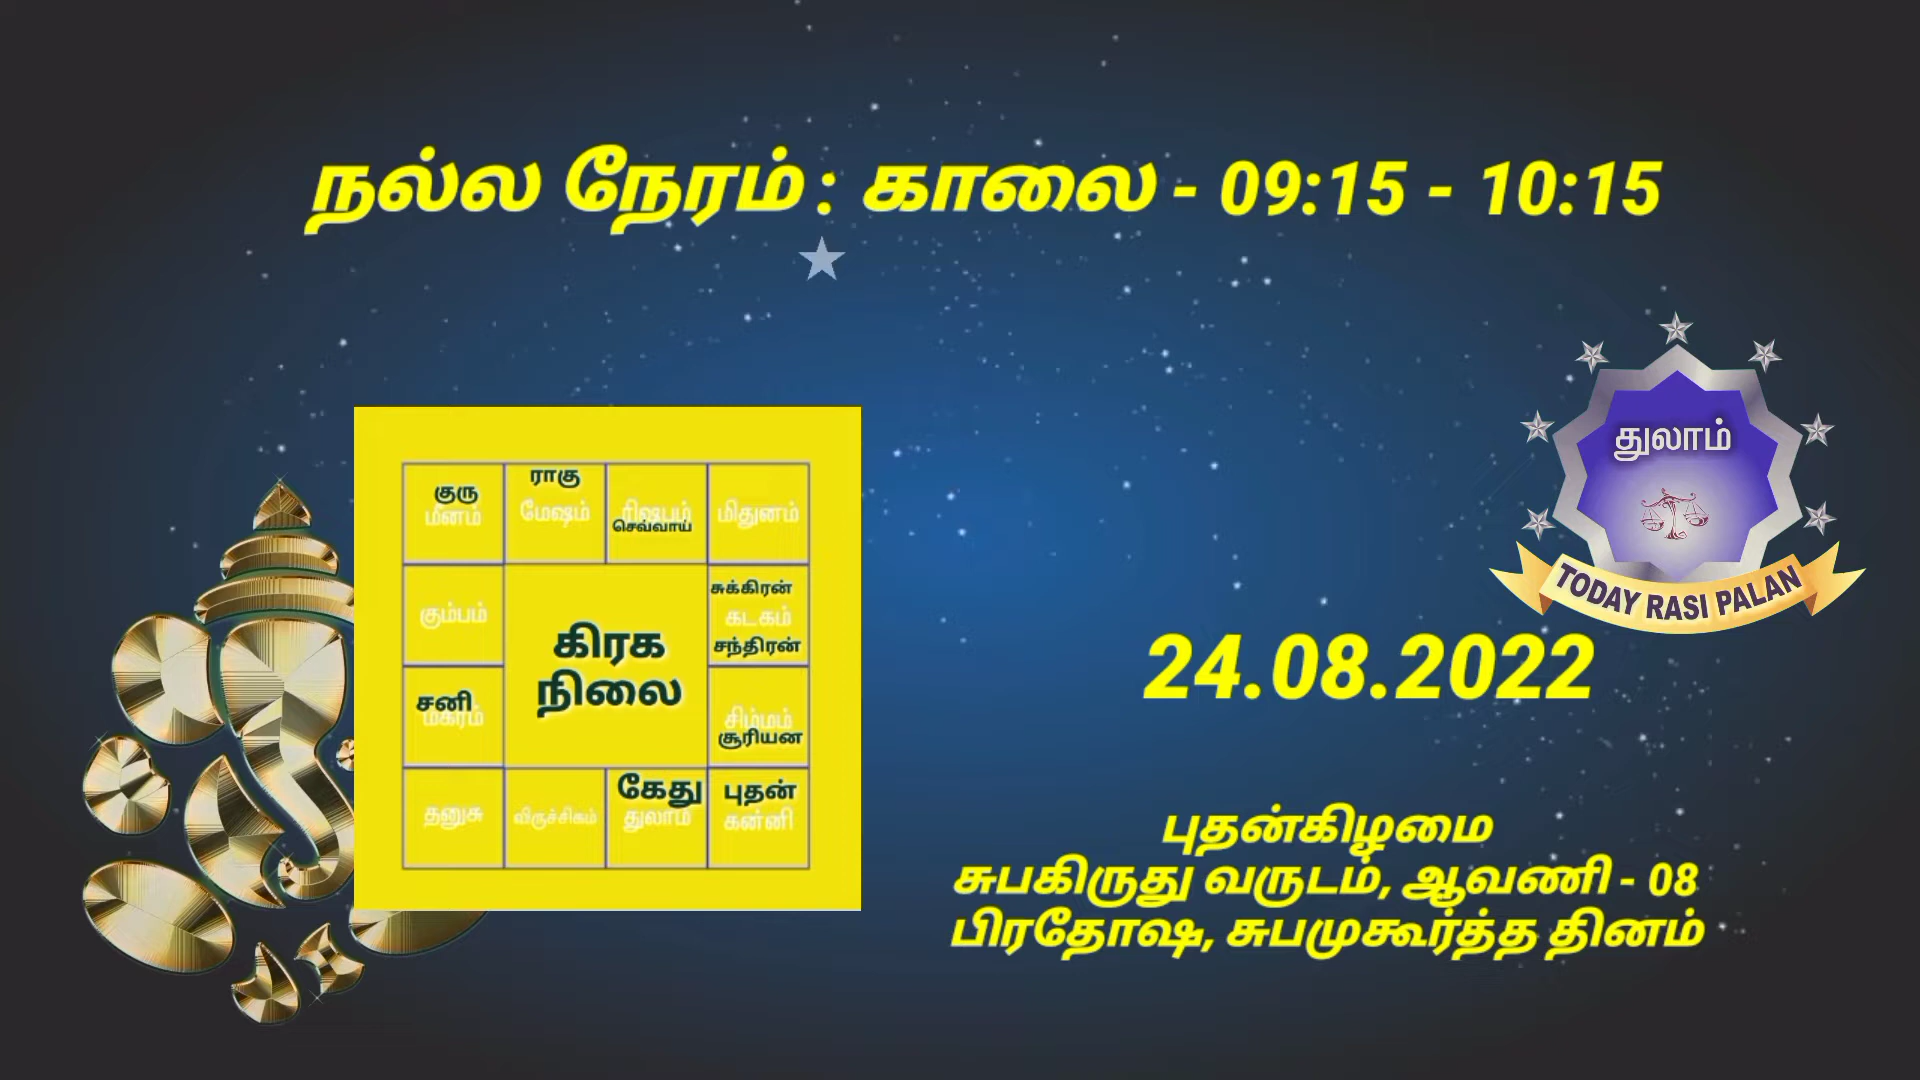 நல்ல நேரம் : காலை - 09:15 - 10:15
துலாம்
TODAY RASI PALAN
குரு
மீனம்
ராகு
மேஷம்
ரிஷபம்
செவ்வாய்
மிதுனம்
கும்பம்
சுக்கிரன்
கடகம்
சந்திரன்
கிரக
நிலை
சனி
மகரம்
சிம்மம்
சூரியன
தனுசு
விருச்சிகம்
கேது
துலாம்
புதன்
கன்னி
24.08.2022
புதன்கிழமை
சுபகிருது வருடம், ஆவணி - 08
பிரதோஷ, சுபமுகூர்த்த தினம்